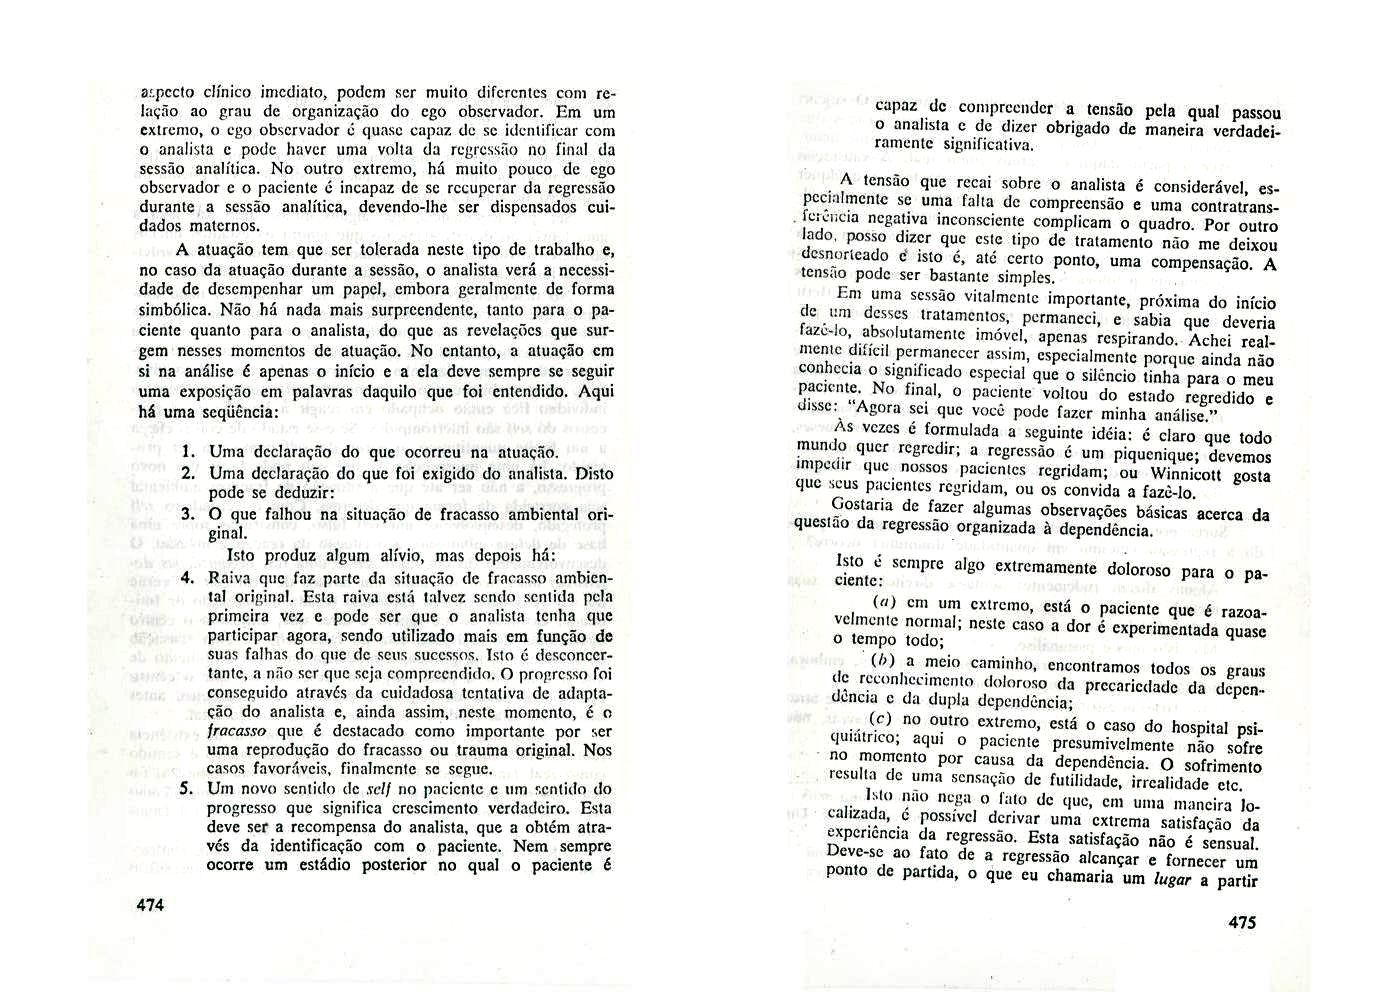 aspecto clínico imediato, podem ser muito diferentes com re-
lação ao grau de organização do ego observador. Em um
extremo, o ego observador é quase capaz de se identificar com
o analista e pode haver uma volta da regressão no final da
sessão analítica. No outro extremo, há muito pouco de ego
observador e o paciente é incapaz de se recuperar da regressão
durante a sessão analítica, devendo-lhe ser dispensados cui-
dados maternos.
A atuação tem que ser tolerada neste tipo de trabalho e,
no caso da atuação durante a sessão, o analista verá a necessi-
dade de desempenhar um papel, embora geralmente de forma
simbólica. Não há nada mais surpreendente, tanto para o pa-
ciente quanto para o analista, do que as revelações que sur-
gem nesses momentos de atuação. No entanto, a atuação em
si na análise é apenas o início e a ela deve sempre se seguir
uma exposição em palavras daquilo que foi entendido. Aqui
há uma seqüência:
1. Uma declaração do que ocorreu na atuação.
2. Uma declaração do que foi exigido do analista. Disto
pode se deduzir:
3. O que falhou na situação de fracasso ambiental ori-
ginal.
Isto produz algum alívio, mas depois há:
4. Raiva que faz parte da situação de fracasso ambien-
tal original. Esta raiva está talvez sendo sentida pela
primeira vez e pode ser que o analista tenha que
participar agora, sendo utilizado mais em função de
suas falhas do que de seus sucessos. Isto é desconcer-
tante, a não ser que seja compreendido. O progresso foi
conseguido através da cuidadosa tentativa de adapta-
ção do analista e, ainda assim, neste momento, é o
fracasso que é destacado como importante por ser
uma reprodução do fracasso ou trauma original. Nos
casos favoráveis, finalmente se segue.
5. Um novo sentido de self no paciente e um sentido do
progresso que significa crescimento verdadeiro. Esta
deve ser a recompensa do analista, que a obtém atra-
vés da identificação com o paciente. Nem sempre
ocorre um estádio posterior no qual o paciente é
474
capaz de compreender a tensão pela qual passou
o analista e de dizer obrigado de maneira verdadei-
ramente significativa.
A tensão que recai sobre o analista é considerável, es-
pecialmente se uma falta de compreensão e uma contratrans-
ferência negativa inconsciente complicam o quadro. Por outro
lado, posso dizer que este tipo de tratamento não me deixou
desnorteado e isto é, até certo ponto, uma compensação. A
tensão pode ser bastante simples.
Em uma sessão vitalmente importante, próxima do início
de um desses tratamentos, permaneci, e sabia que deveria
fazê-lo, absolutamente imóvel, apenas respirando. Achei real-
mente difícil permanecer assim, especialmente porque ainda não
conhecia o significado especial que o silêncio tinha para o meu
paciente. No final, o paciente voltou do estado regredido e
disse: “Agora sei que você pode fazer minha análise.”
Às vezes é formulada a seguinte idéia: é claro que todo
mundo quer regredir; a regressão é um piquenique; devemos
impedir que nossos pacientes regridam; ou Winnicott gosta
que seus pacientes regridam, ou os convida a fazê-lo.
Gostaria de fazer algumas observações básicas acerca da
questão da regressão organizada à dependência.
Isto é sempre algo extremamente doloroso para o pa-
ciente:
(a) em um extremo, está o paciente que é razoa-
velmente normal; neste caso a dor é experimentada quase
o tempo todo;
(b) a meio caminho, encontramos todos os graus
de reconhecimento doloroso da precariedade da depen-
dência e da dupla dependência;
(c) no outro extremo, está o caso do hospital psi-
quiátrico; aqui o paciente presumivelmente não sofre
no momento por causa da dependência. O sofrimento
resulta de uma sensação de futilidade, irrealidade etc.
Isto não nega o fato de que, em uma maneira lo-
calizada, é possível derivar uma extrema satisfação da
experiência da regressão. Esta satisfação não é sensual.
Deve-se ao fato de a regressão alcançar e fornecer um
ponto de partida, o que eu chamaria um lugar a partir
475